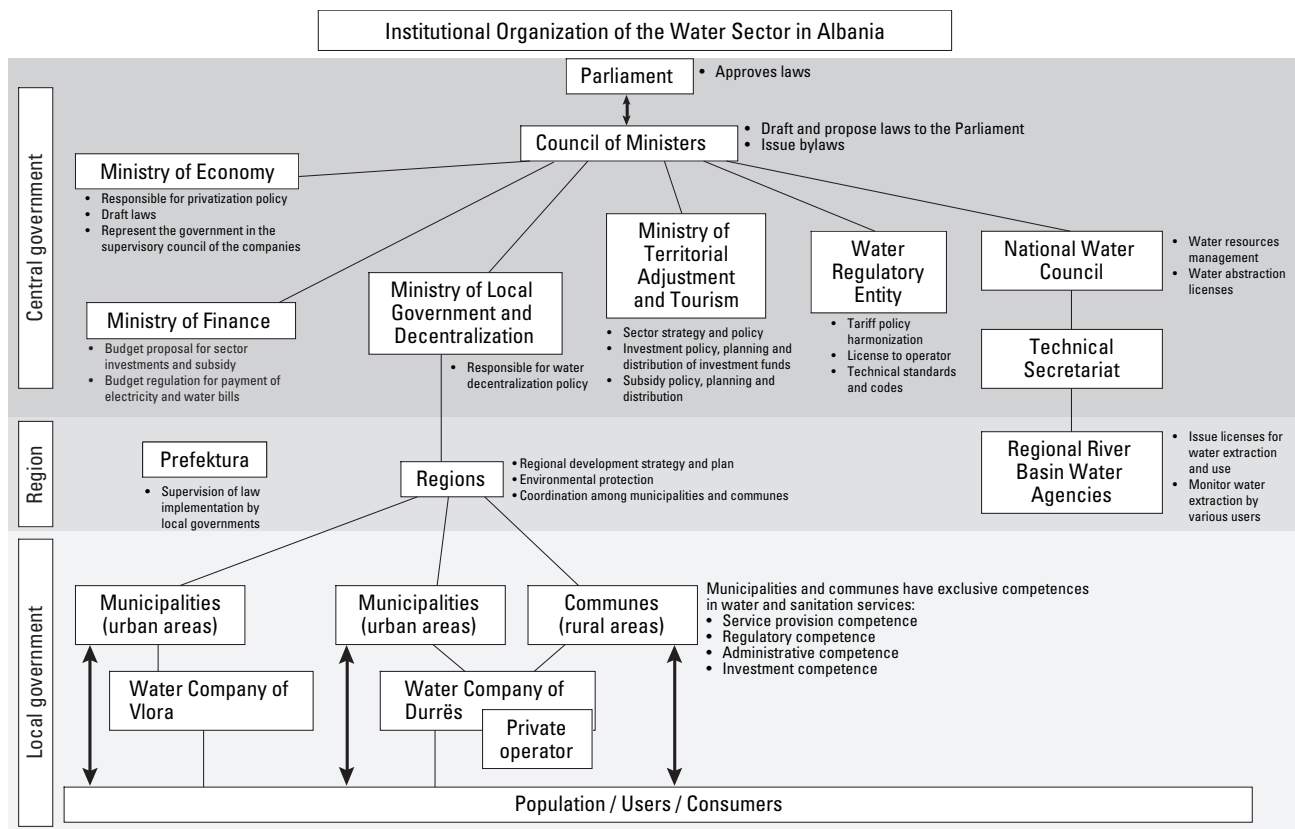 Institutional Organization of the Water Sector in Albania
Central government
Parliament
• Approves laws
Council of Ministers
• Draft and propose laws to the Parliament
• Issue bylaws
Ministry of Economy
• Responsible for privatization policy
• Draft laws
• Represent the government in the
supervisory council of the companies
Ministry of Finance
• Budget proposal for sector
investments and subsidy
• Budget regulation for payment of
electricity and water bills
Ministry of Local
Government and
Decentralization
• Responsible for water
decentralization policy
Ministry of
Territorial
Adjustment
and Tourism
• Sector strategy and policy
• Investment policy, planning and
distribution of investment funds
• Subsidy policy, planning and
distribution
Water
Regulatory
Entity
• Tariff policy
harmonization
• License to operator
• Technical standards
and codes
National Water
Council
• Water resources
management
• Water abstraction
licenses
Technical
Secretariat
Region
Prefektura
• Supervision of law
implementation by
local governments
Regions
• Regional development strategy and plan
• Environmental protection
• Coordination among municipalities and communes
Regional River
Basin Water
Agencies
• Issue licenses for
water extraction
and use
• Monitor water
extraction by
various users
Local government
Municipalities
(urban areas)
Municipalities
(urban areas)
Communes
(rural areas)
Municipalities and communes have exclusive competences
in water and sanitation services:
• Service provision competence
• Regulatory competence
• Administrative competence
• Investment competence
Water Company of
Vlora
Water Company of
Durrës
Private
operator
Population / Users / Consumers